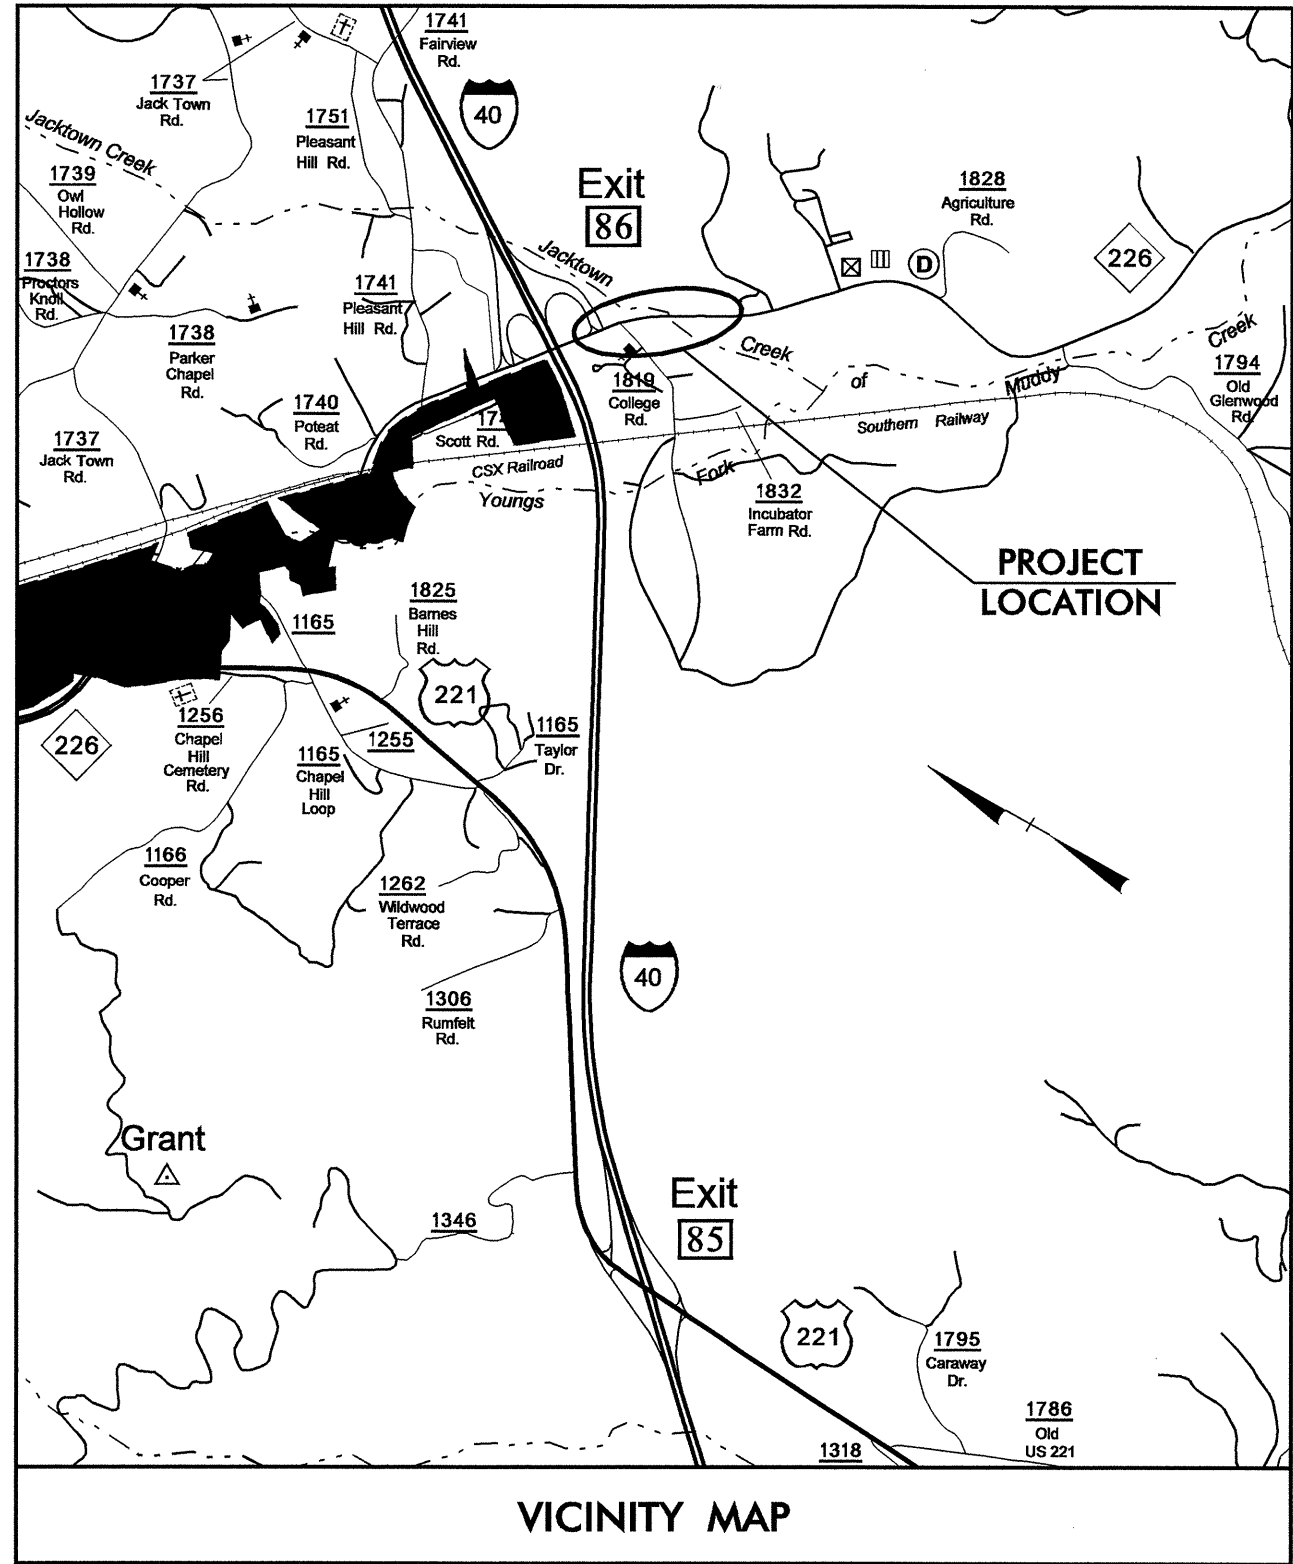 1741
Fairview
Rd.
1737
Jack Town
Rd.
40
1751
Pleasant
Hill Rd.
Jacktown Creek
1739
Owl
Hollow
Rd.
Exit
86
1828
Agriculture
Rd.
226
D
Jacktown
1738
Proctors
Knoll
Rd.
1741
Pleasant
Hill Rd.
1738
Parker
Chapel
Rd.
Creek
of
Muddy
Creek
1794
Old
Glenwood
Rd.
1819
College
Rd.
1740
Poteat
Rd.
Scott Rd.
Southern Railway
1737
Jack Town
Rd.
CSX Railroad
Youngs
Fork
1832
Incubator
Farm Rd.
PROJECT
LOCATION
1165
1825
Barnes
Hill
Rd.
221
226
1256
Chapel
Hill
Cemetery
Rd.
1255
1165
Chapel
Hill
Loop
1165
Taylor
Dr.
1166
Cooper
Rd.
1262
Wildwood
Terrace
Rd.
40
1306
Rumfelt
Rd.
Grant
1346
Exit
85
221
1795
Caraway
Dr.
1786
Old
US 221
1318
VICINITY MAP